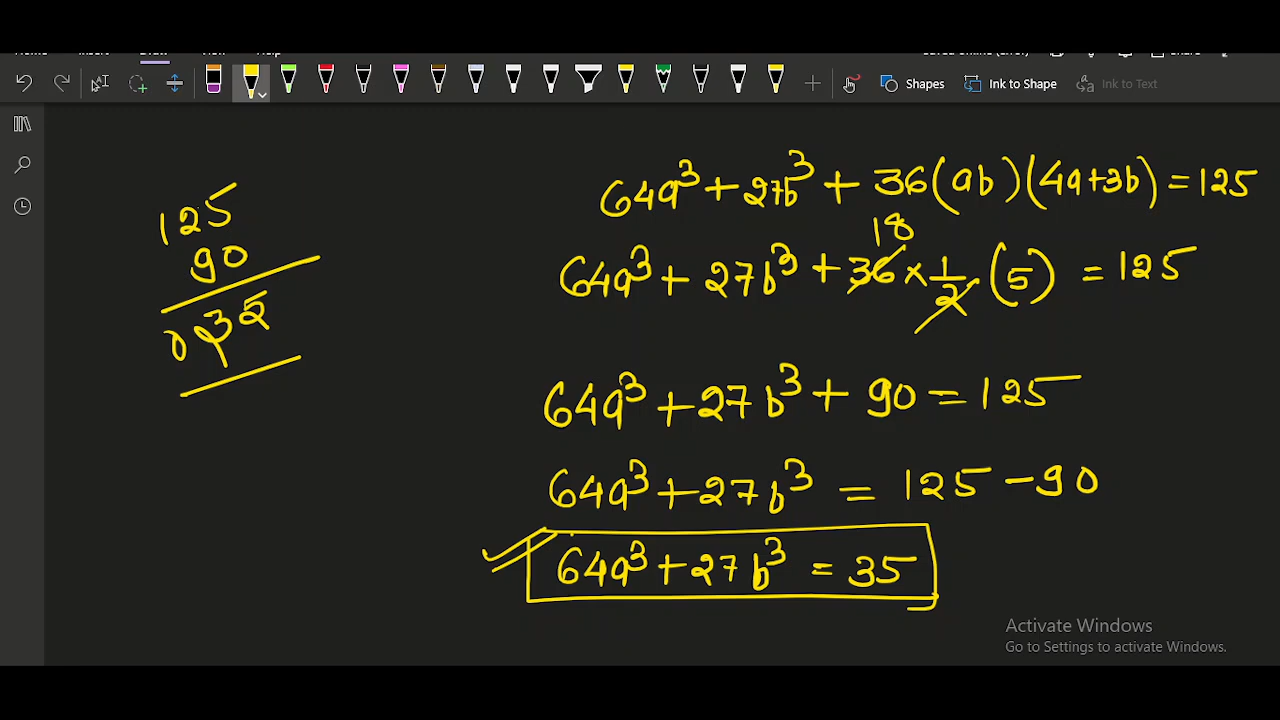 Shapes Ink to Shape Ink to Text
125
90
035
64a³ + 27b³ + 36(ab)(4a+3b) = 125
18
64a³ + 27b³ + 36 × 1/2 (5) = 125
64a³ + 27b³ + 90 = 125
64a³ + 27b³ = 125 - 90
64a³ + 27b³ = 35
Activate Windows
Go to Settings to activate Windows.